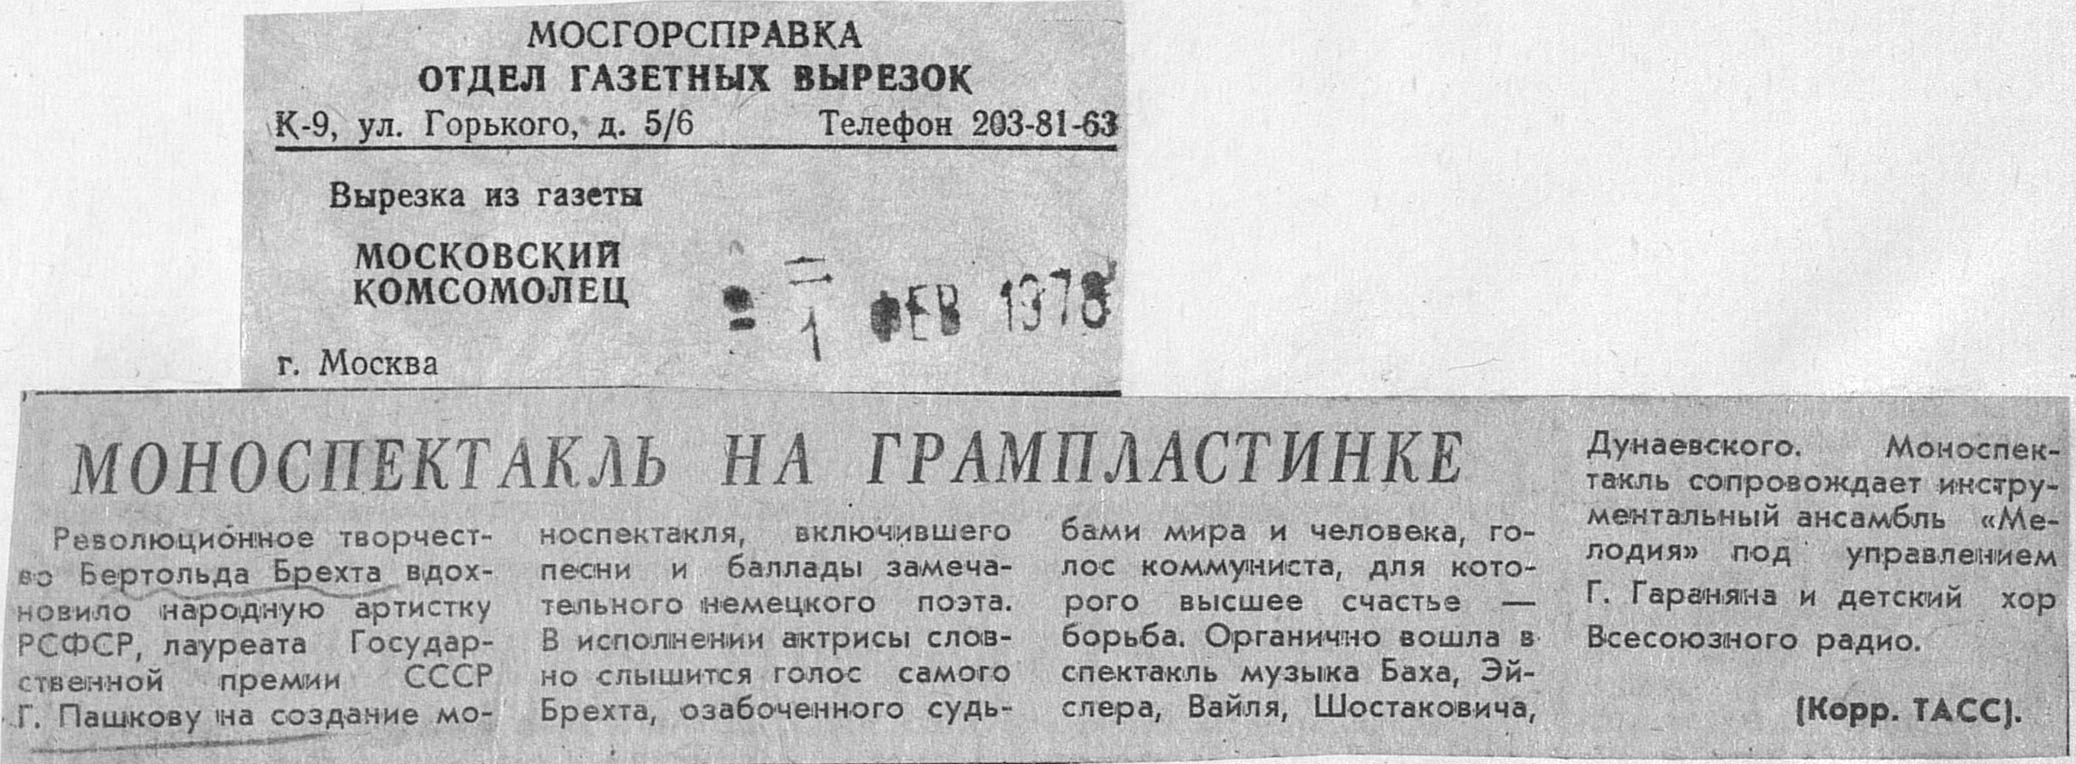 МОСГОРСПРАВКА
ОТДЕЛ ГАЗЕТНЫХ ВЫРЕЗОК
К-9, ул. Горького, д. 5/6 Телефон 203-81-63
Вырезка из газеты
МОСКОВСКИЙ
КОМСОМОЛЕ�ц
1 ФЕВ 1978
г. Москва
МОНОСПЕКТАКЛЬ НА ГРАМПЛАСТИНКЕ
Революционное творчест-
во Бертольда Брехта вдох-
новило народную артистку
РСФСР, лауреата Государ-
ственной премии СССР
Г. Пашкову на создание мо-
носпектакля, включившего
песни и баллады замеча-
тельного немецкого поэта.
В исполнении актрисы слов-
но слышится голос самого
Брехта, озабоченного судь-
бами мира и человека, го-
лос коммуниста, для кото-
рого высшее счастье —
борьба. Органично вошла в
спектакль музыка Баха, Эй-
слера, Вайля, Шостаковича,
Дунаевского. Моноспек-
такль сопровождает инстру-
ментальный ансамбль «Ме-
лодия» под управлением
Г. Гараняна и детский хор
Всесоюзного радио.
(Корр. ТАСС).